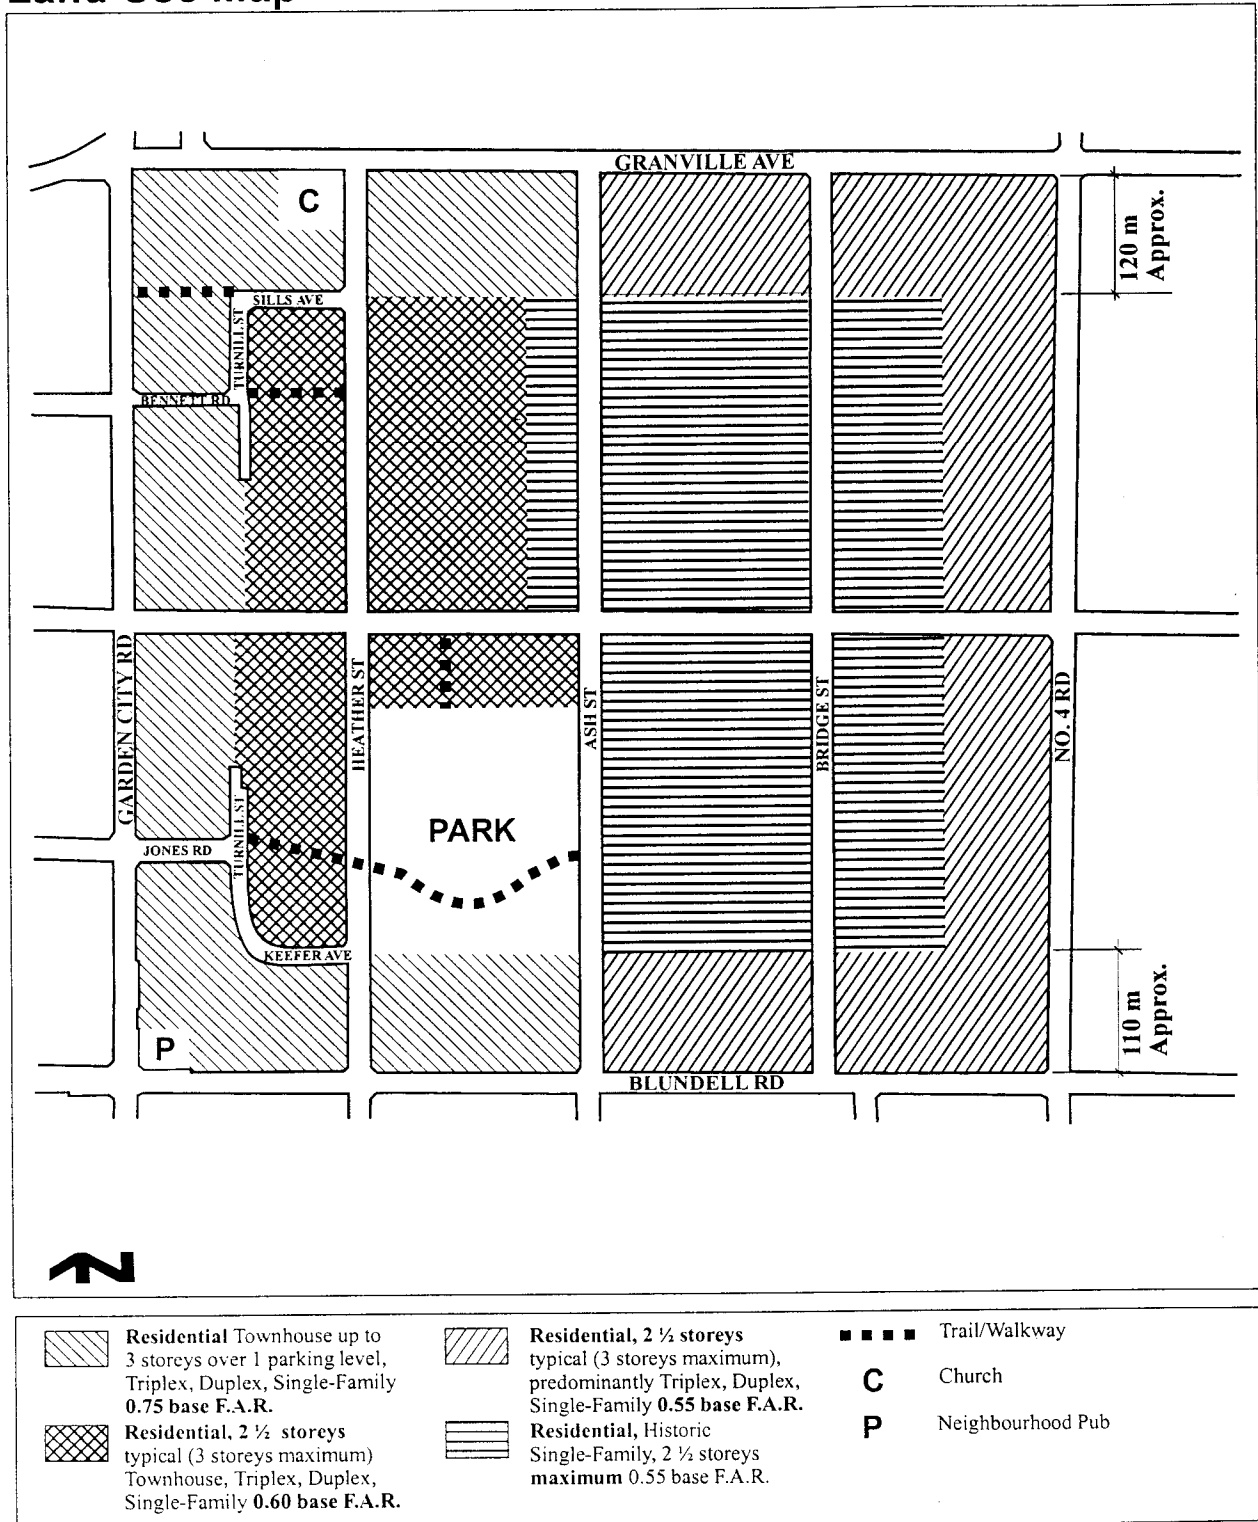 Land Use Map
GRANVILLE AVE
C
120 m
Approx.
SILLS AVE
TURNILL ST
BENNETT RD
GARDEN CITY RD
HEATHER ST
ASH ST
BRIDGE ST
NO. 4 RD
PARK
JONES RD
TURNILL ST
KEEFER AVE
110 m
Approx.
P
BLUNDELL RD
N
Residential Townhouse up to
3 storeys over 1 parking level,
Triplex, Duplex, Single-Family
0.75 base F.A.R.
Residential, 2 ½ storeys
typical (3 storeys maximum)
Townhouse, Triplex, Duplex,
Single-Family 0.60 base F.A.R.
Residential, 2 ½ storeys
typical (3 storeys maximum),
predominantly Triplex, Duplex,
Single-Family 0.55 base F.A.R.
Residential, Historic
Single-Family, 2 ½ storeys
maximum 0.55 base F.A.R.
Trail/Walkway
C Church
P Neighbourhood Pub